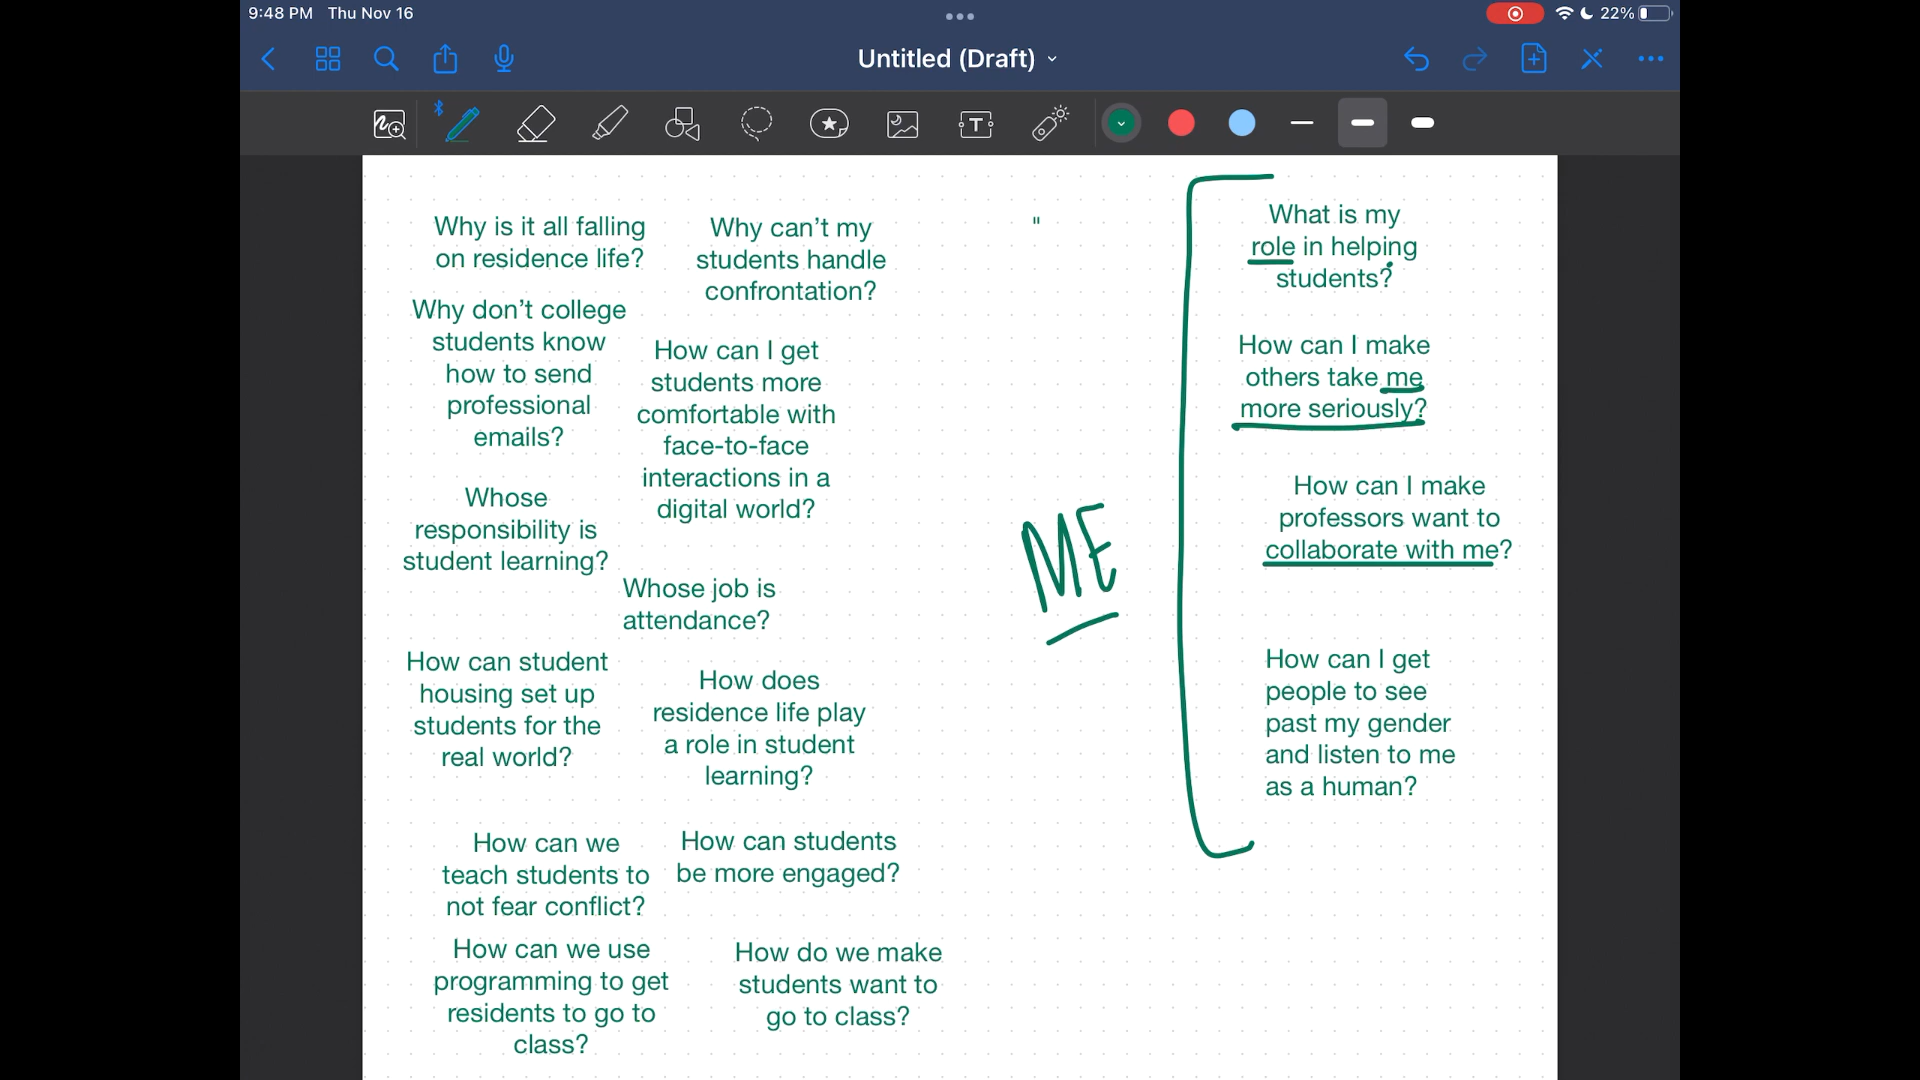 9:48 PM Thu Nov 16
22%
Untitled (Draft)
Why is it all falling
on residence life?
Why can’t my
students handle
confrontation?
"
Why don’t college
students know
how to send
professional
emails?
How can I get
students more
comfortable with
face-to-face
interactions in a
digital world?
Whose
responsibility is
student learning?
Whose job is
attendance?
How can student
housing set up
students for the
real world?
How does
residence life play
a role in student
learning?
How can we
teach students to
not fear conflict?
How can students
be more engaged?
How can we use
programming to get
residents to go to
class?
How do we make
students want to
go to class?
ME
What is my
role in helping
students?
How can I make
others take me
more seriously?
How can I make
professors want to
collaborate with me?
How can I get
people to see
past my gender
and listen to me
as a human?